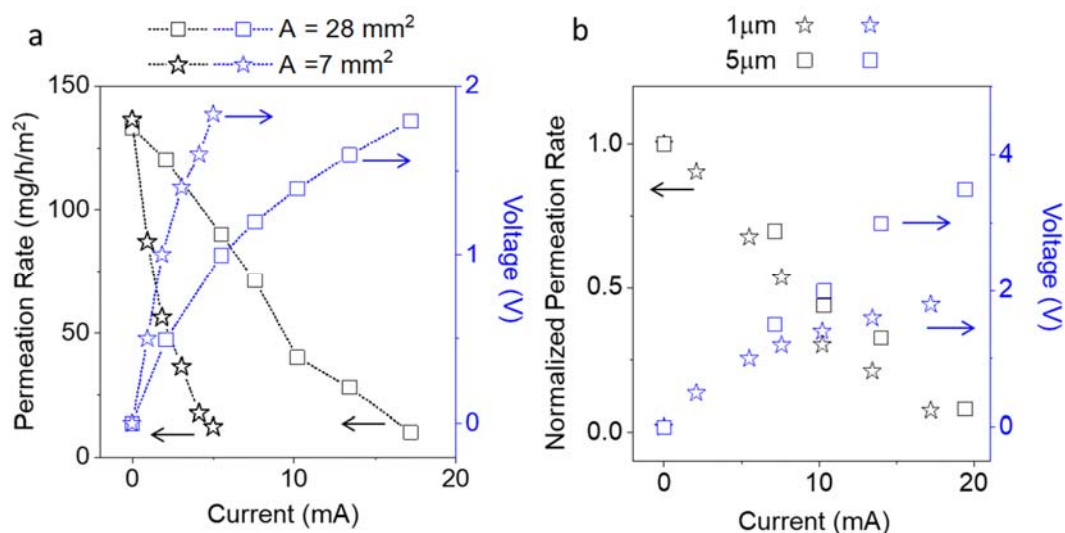 a
A = 28 mm²
A =7 mm²
Permeation Rate (mg/h/m²)
150
100
50
0
2
1
0
Voltage (V)
0
10
20
Current (mA)
b
1μm
5μm
Normalized Permeation Rate
1.0
0.5
0.0
4
2
0
Voltage (V)
0
10
20
Current (mA)